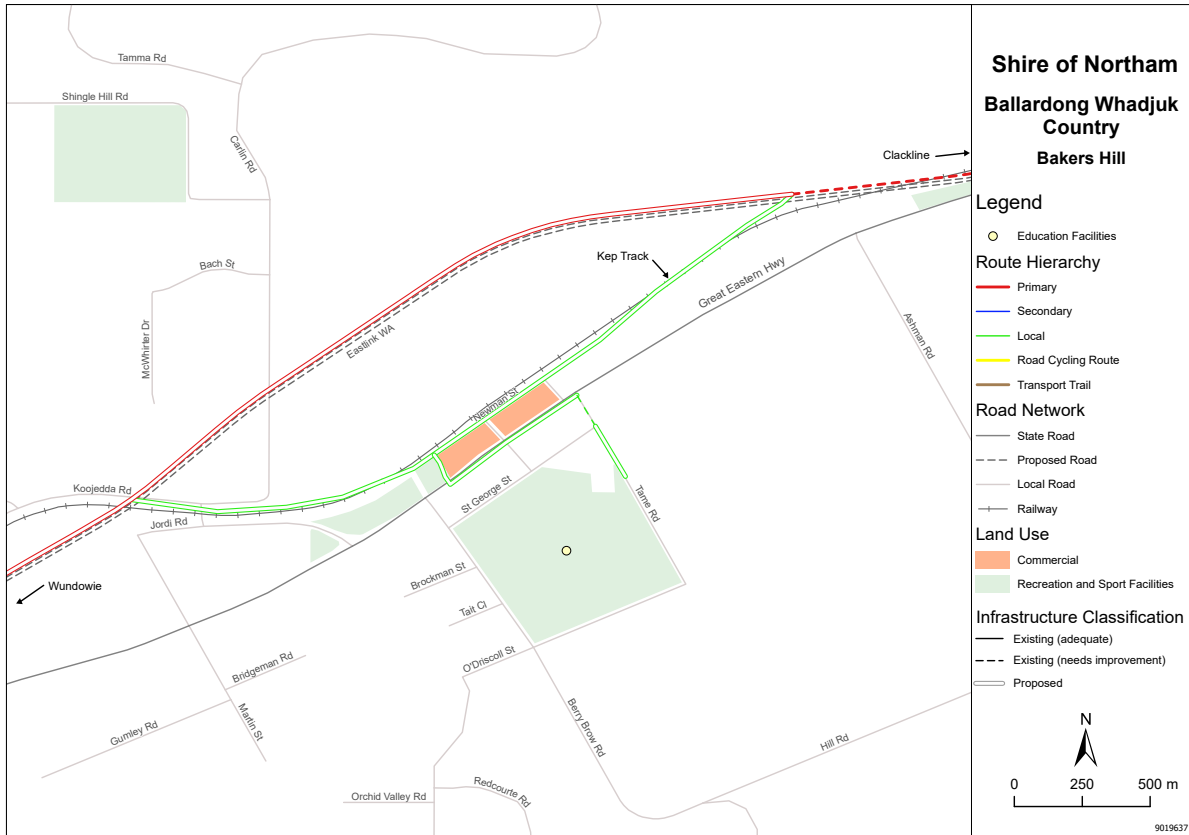 Tamma Rd
Shingle Hill Rd
Carlin Rd
Clackline
Bach St
Kep Track
Great Eastern Hwy
McWhirter Dr
Eastlink WA
Ashman Rd
Newman St
Koojedda Rd
Jordi Rd
St George St
Tame Rd
Wundowie
Brockman St
Tait Cl
O'Driscoll St
Bridgeman Rd
Martin St
Gumley Rd
Berry Brow Rd
Hill Rd
Orchid Valley Rd
Redcourte Rd
Shire of Northam
Ballardong Whadjuk
Country
Bakers Hill
Legend
Education Facilities
Route Hierarchy
Primary
Secondary
Local
Road Cycling Route
Transport Trail
Road Network
State Road
Proposed Road
Local Road
Railway
Land Use
Commercial
Recreation and Sport Facilities
Infrastructure Classification
Existing (adequate)
Existing (needs improvement)
Proposed
N
0 250 500 m
9019637